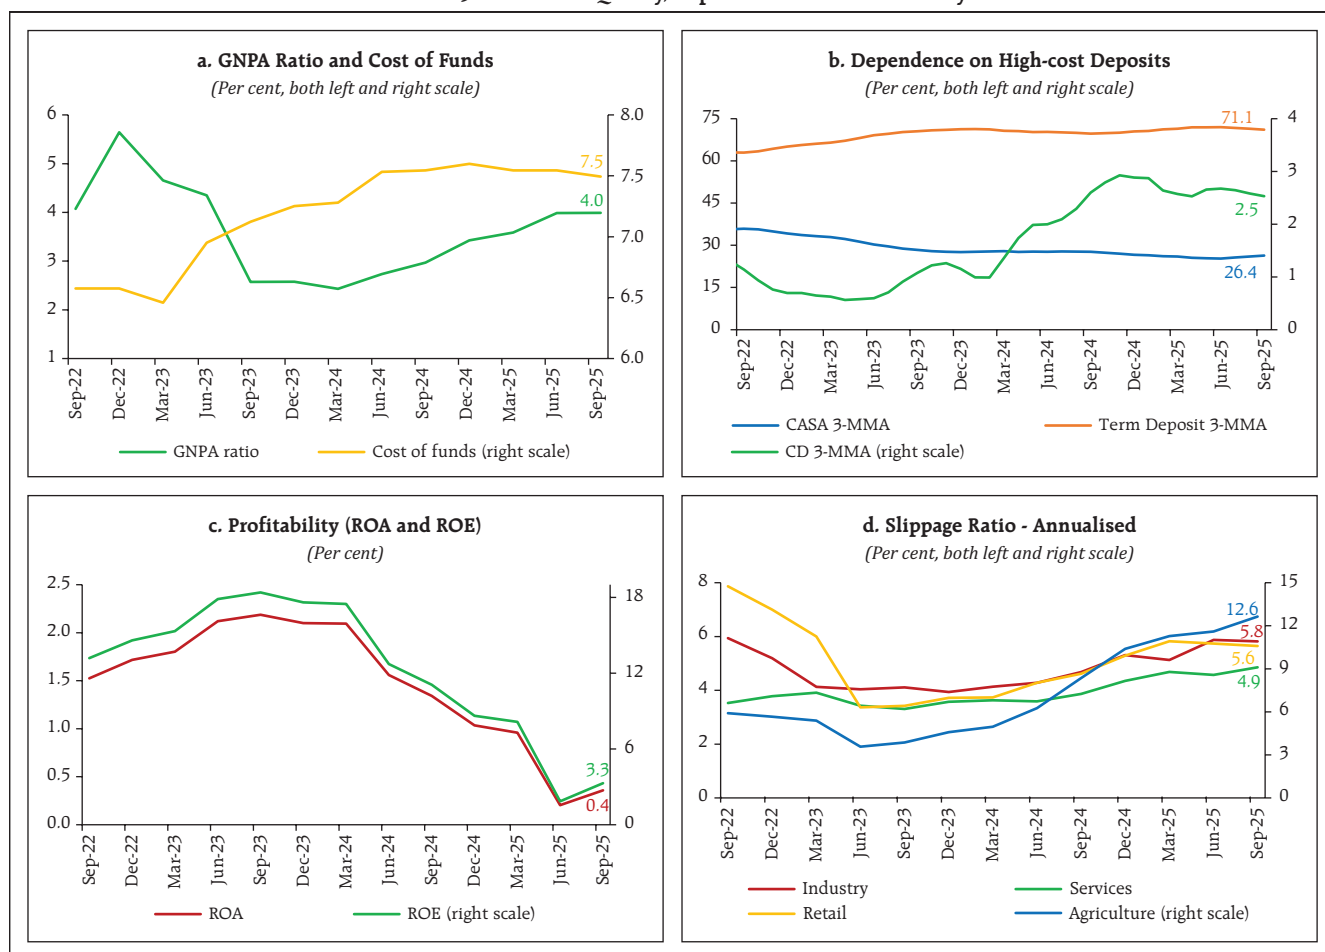 a. GNPA Ratio and Cost of Funds
(Per cent, both left and right scale)
6
5
4
3
2
1
8.0
7.5
7.0
6.5
6.0
7.5
4.0
Sep-22
Dec-22
Mar-23
Jun-23
Sep-23
Dec-23
Mar-24
Jun-24
Sep-24
Dec-24
Mar-25
Jun-25
Sep-25
GNPA ratio
Cost of funds (right scale)
b. Dependence on High-cost Deposits
(Per cent, both left and right scale)
75
60
45
30
15
0
4
3
2
1
0
71.1
2.5
26.4
Sep-22
Dec-22
Mar-23
Jun-23
Sep-23
Dec-23
Mar-24
Jun-24
Sep-24
Dec-24
Mar-25
Jun-25
Sep-25
CASA 3-MMA
Term Deposit 3-MMA
CD 3-MMA (right scale)
c. Profitability (ROA and ROE)
(Per cent)
2.5
2.0
1.5
1.0
0.5
0.0
18
12
6
0
3.3
0.4
Sep-22
Dec-22
Mar-23
Jun-23
Sep-23
Dec-23
Mar-24
Jun-24
Sep-24
Dec-24
Mar-25
Jun-25
Sep-25
ROA
ROE (right scale)
d. Slippage Ratio - Annualised
(Per cent, both left and right scale)
8
6
4
2
0
15
12
9
6
3
0
12.6
5.8
5.6
4.9
Sep-22
Dec-22
Mar-23
Jun-23
Sep-23
Dec-23
Mar-24
Jun-24
Sep-24
Dec-24
Mar-25
Jun-25
Sep-25
Industry
Services
Retail
Agriculture (right scale)